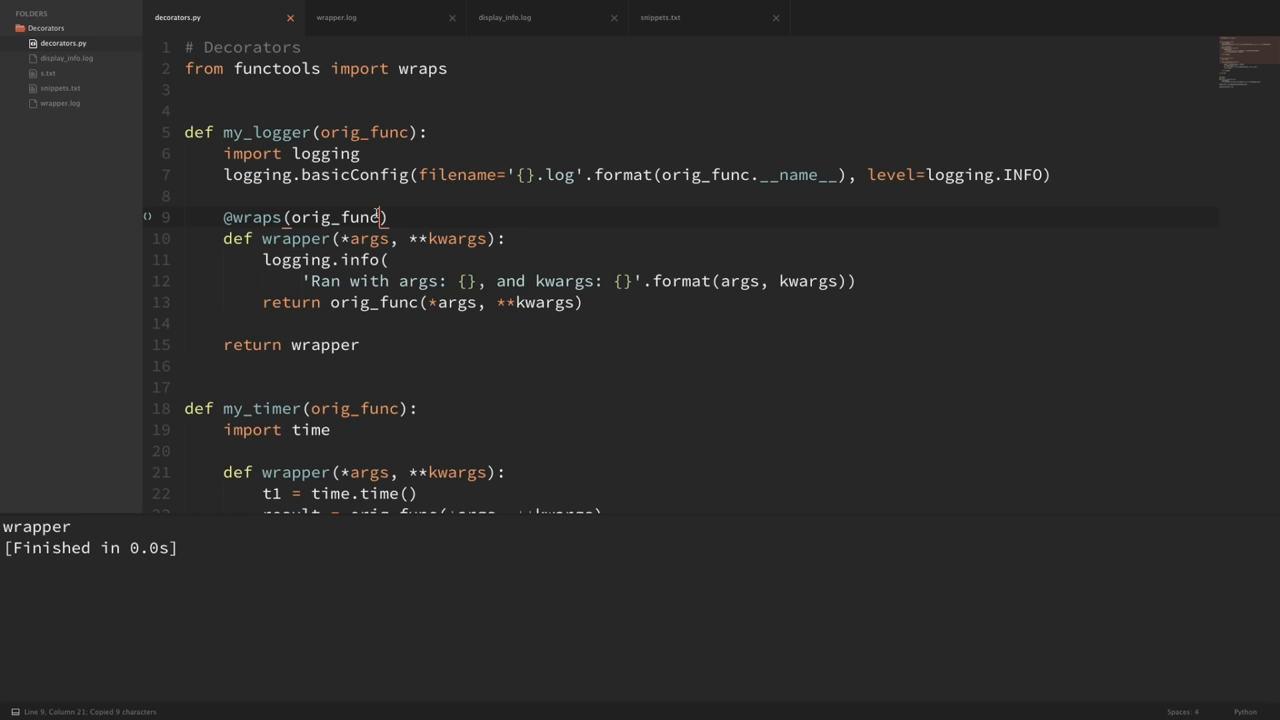 FOLDERS
Decorators
decorators.py
display_info.log
s.txt
snippets.txt
wrapper.log
decorators.py wrapper.log display_info.log snippets.txt
1 # Decorators
2 from functools import wraps
3
4
5 def my_logger(orig_func):
6     import logging
7     logging.basicConfig(filename='{}.log'.format(orig_func.__name__), level=logging.INFO)
8
9     @wraps(orig_func)
10     def wrapper(*args, **kwargs):
11         logging.info(
12             'Ran with args: {}, and kwargs: {}'.format(args, kwargs))
13         return orig_func(*args, **kwargs)
14
15     return wrapper
16
17
18 def my_timer(orig_func):
19     import time
20
21     def wrapper(*args, **kwargs):
22         t1 = time.time()
wrapper
[Finished in 0.0s]
Line 9, Column 21; Copied 9 characters Spaces: 4 Python